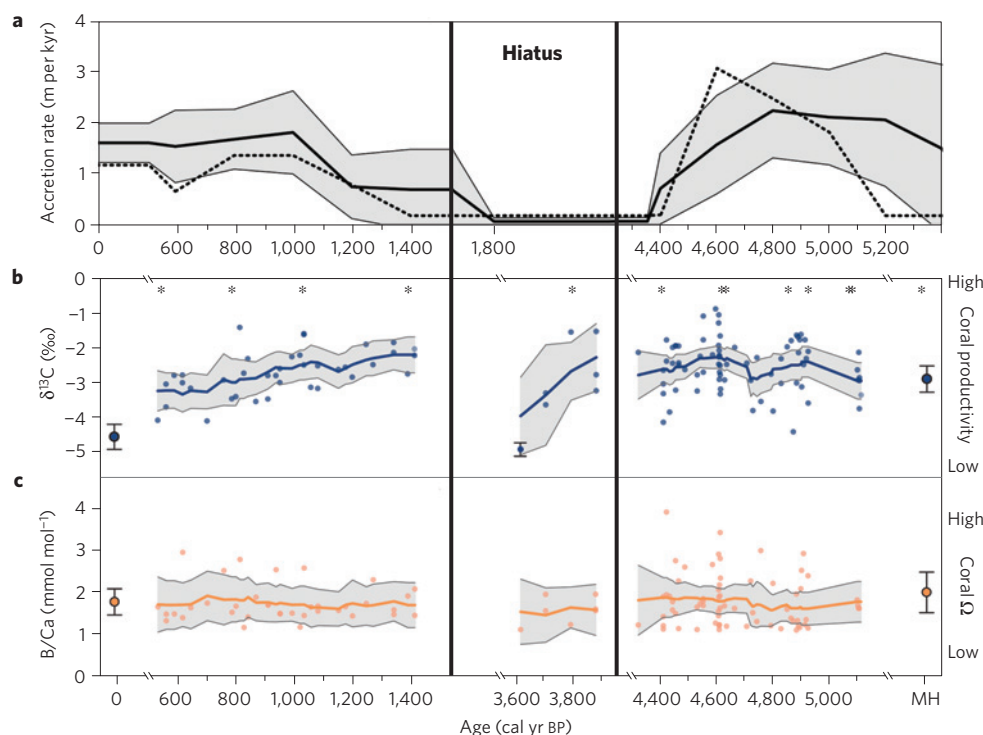 a
Accretion rate (m per kyr)
4
3
2
1
0
Hiatus
0 600 800 1,000 1,200 1,400 1,800 4,400 4,600 4,800 5,000 5,200
b
δ¹³C (‰)
0
−1
−2
−3
−4
−5
* * * * * * * * * * *
High
Coral productivity
Low
c
B/Ca (mmol mol⁻¹)
4
3
2
1
0
High
Coral Ω
Low
0 600 800 1,000 1,200 1,400 3,600 3,800 4,400 4,600 4,800 5,000 MH
Age (cal yr BP)